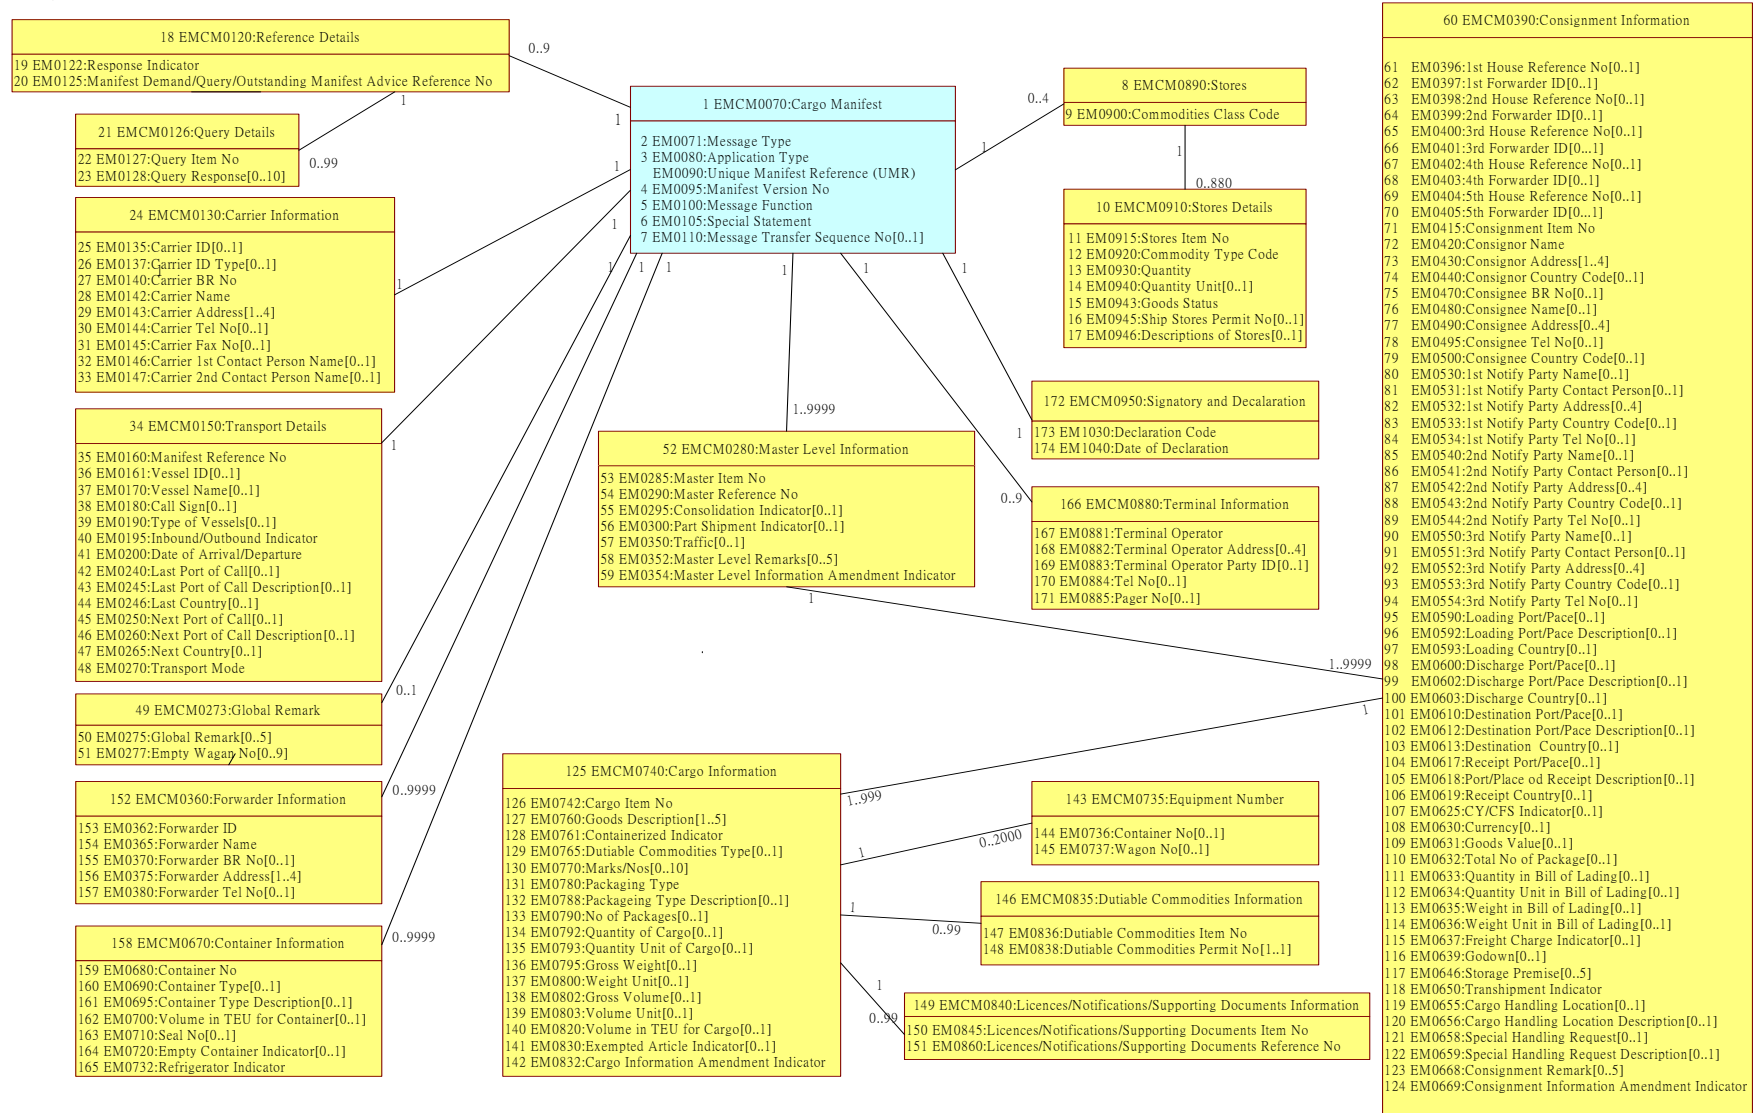 18 EMCM0120:Reference Details
19 EM0122:Response Indicator
20 EM0125:Manifest Demand/Query/Outstanding Manifest Advice Reference No
0..9
1
1
21 EMCM0126:Query Details
22 EM0127:Query Item No
23 EM0128:Query Response[0..10]
0..99
24 EMCM0130:Carrier Information
25 EM0135:Carrier ID[0..1]
26 EM0137:Carrier ID Type[0..1]
1
27 EM0140:Carrier BR No
28 EM0142:Carrier Name
29 EM0143:Carrier Address[1..4]
30 EM0144:Carrier Tel No[0..1]
31 EM0145:Carrier Fax No[0..1]
32 EM0146:Carrier 1st Contact Person Name[0..1]
33 EM0147:Carrier 2nd Contact Person Name[0..1]
1
1
34 EMCM0150:Transport Details
35 EM0160:Manifest Reference No
36 EM0161:Vessel ID[0..1]
37 EM0170:Vessel Name[0..1]
38 EM0180:Call Sign[0..1]
39 EM0190:Type of Vessels[0..1]
40 EM0195:Inbound/Outbound Indicator
41 EM0200:Date of Arrival/Departure
42 EM0240:Last Port of Call[0..1]
43 EM0245:Last Port of Call Description[0..1]
44 EM0246:Last Country[0..1]
45 EM0250:Next Port of Call[0..1]
46 EM0260:Next Port of Call Description[0..1]
47 EM0265:Next Country[0..1]
48 EM0270:Transport Mode
1
1
49 EMCM0273:Global Remark
50 EM0275:Global Remark[0..5]
51 EM0277:Empty Wagan No[0..9]
0..1
1
152 EMCM0360:Forwarder Information
153 EM0362:Forwarder ID
154 EM0365:Forwarder Name
155 EM0370:Forwarder BR No[0..1]
156 EM0375:Forwarder Address[1..4]
157 EM0380:Forwarder Tel No[0..1]
0..9999
1
158 EMCM0670:Container Information
159 EM0680:Container No
160 EM0690:Container Type[0..1]
161 EM0695:Container Type Description[0..1]
162 EM0700:Volume in TEU for Container[0..1]
163 EM0710:Seal No[0..1]
164 EM0720:Empty Container Indicator[0..1]
165 EM0732:Refrigerator Indicator
0..9999
1
1 EMCM0070:Cargo Manifest
2 EM0071:Message Type
3 EM0080:Application Type
EM0090:Unique Manifest Reference (UMR)
4 EM0095:Manifest Version No
5 EM0100:Message Function
6 EM0105:Special Statement
7 EM0110:Message Transfer Sequence No[0..1]
1
1..9999
52 EMCM0280:Master Level Information
53 EM0285:Master Item No
54 EM0290:Master Reference No
55 EM0295:Consolidation Indicator[0..1]
56 EM0300:Part Shipment Indicator[0..1]
57 EM0350:Traffic[0..1]
58 EM0352:Master Level Remarks[0..5]
59 EM0354:Master Level Information Amendment Indicator
1
1..9999
125 EMCM0740:Cargo Information
126 EM0742:Cargo Item No
127 EM0760:Goods Description[1..5]
128 EM0761:Containerized Indicator
129 EM0765:Dutiable Commodities Type[0..1]
130 EM0770:Marks/Nos[0..10]
131 EM0780:Packaging Type
132 EM0788:Packageing Type Description[0..1]
133 EM0790:No of Packages[0..1]
134 EM0792:Quantity of Cargo[0..1]
135 EM0793:Quantity Unit of Cargo[0..1]
136 EM0795:Gross Weight[0..1]
137 EM0800:Weight Unit[0..1]
138 EM0802:Gross Volume[0..1]
139 EM0803:Volume Unit[0..1]
140 EM0820:Volume in TEU for Cargo[0..1]
141 EM0830:Exempted Article Indicator[0..1]
142 EM0832:Cargo Information Amendment Indicator
1..999
1
1
0..2000
1
0..99
1
0..99
8 EMCM0890:Stores
9 EM0900:Commodities Class Code
0..4
1
1
0..880
10 EMCM0910:Stores Details
11 EM0915:Stores Item No
12 EM0920:Commodity Type Code
13 EM0930:Quantity
14 EM0940:Quantity Unit[0..1]
15 EM0943:Goods Status
16 EM0945:Ship Stores Permit No[0..1]
17 EM0946:Descriptions of Stores[0..1]
172 EMCM0950:Signatory and Decalaration
173 EM1030:Declaration Code
174 EM1040:Date of Declaration
1
1
166 EMCM0880:Terminal Information
167 EM0881:Terminal Operator
168 EM0882:Terminal Operator Address[0..4]
169 EM0883:Terminal Operator Party ID[0..1]
170 EM0884:Tel No[0..1]
171 EM0885:Pager No[0..1]
1
0..9
143 EMCM0735:Equipment Number
144 EM0736:Container No[0..1]
145 EM0737:Wagon No[0..1]
146 EMCM0835:Dutiable Commodities Information
147 EM0836:Dutiable Commodities Item No
148 EM0838:Dutiable Commodities Permit No[1..1]
149 EMCM0840:Licences/Notifications/Supporting Documents Information
150 EM0845:Licences/Notifications/Supporting Documents Item No
151 EM0860:Licences/Notifications/Supporting Documents Reference No
60 EMCM0390:Consignment Information
61 EM0396:1st House Reference No[0..1]
62 EM0397:1st Forwarder ID[0..1]
63 EM0398:2nd House Reference No[0..1]
64 EM0399:2nd Forwarder ID[0..1]
65 EM0400:3rd House Reference No[0..1]
66 EM0401:3rd Forwarder ID[0...1]
67 EM0402:4th House Reference No[0..1]
68 EM0403:4th Forwarder ID[0..1]
69 EM0404:5th House Reference No[0..1]
70 EM0405:5th Forwarder ID[0...1]
71 EM0415:Consignment Item No
72 EM0420:Consignor Name
73 EM0430:Consignor Address[1..4]
74 EM0440:Consignor Country Code[0..1]
75 EM0470:Consignee BR No[0..1]
76 EM0480:Consignee Name[0..1]
77 EM0490:Consignee Address[0..4]
78 EM0495:Consignee Tel No[0..1]
79 EM0500:Consignee Country Code[0..1]
80 EM0530:1st Notify Party Name[0..1]
81 EM0531:1st Notify Party Contact Person[0..1]
82 EM0532:1st Notify Party Address[0..4]
83 EM0533:1st Notify Party Country Code[0..1]
84 EM0534:1st Notify Party Tel No[0..1]
85 EM0540:2nd Notify Party Name[0..1]
86 EM0541:2nd Notify Party Contact Person[0..1]
87 EM0542:2nd Notify Party Address[0..4]
88 EM0543:2nd Notify Party Country Code[0..1]
89 EM0544:2nd Notify Party Tel No[0..1]
90 EM0550:3rd Notify Party Name[0..1]
91 EM0551:3rd Notify Party Contact Person[0..1]
92 EM0552:3rd Notify Party Address[0..4]
93 EM0553:3rd Notify Party Country Code[0..1]
94 EM0554:3rd Notify Party Tel No[0..1]
95 EM0590:Loading Port/Pace[0..1]
96 EM0592:Loading Port/Pace Description[0..1]
97 EM0593:Loading Country[0..1]
98 EM0600:Discharge Port/Pace[0..1]
99 EM0602:Discharge Port/Pace Description[0..1]
100 EM0603:Discharge Country[0..1]
101 EM0610:Destination Port/Pace[0..1]
102 EM0612:Destination Port/Pace Description[0..1]
103 EM0613:Destination Country[0..1]
104 EM0617:Receipt Port/Pace[0..1]
105 EM0618:Port/Place od Receipt Description[0..1]
106 EM0619:Receipt Country[0..1]
107 EM0625:CY/CFS Indicator[0..1]
108 EM0630:Currency[0..1]
109 EM0631:Goods Value[0..1]
110 EM0632:Total No of Package[0..1]
111 EM0633:Quantity in Bill of Lading[0..1]
112 EM0634:Quantity Unit in Bill of Lading[0..1]
113 EM0635:Weight in Bill of Lading[0..1]
114 EM0636:Weight Unit in Bill of Lading[0..1]
115 EM0637:Freight Charge Indicator[0..1]
116 EM0639:Godown[0..1]
117 EM0646:Storage Premise[0..5]
118 EM0650:Transhipment Indicator
119 EM0655:Cargo Handling Location[0..1]
120 EM0656:Cargo Handling Location Description[0..1]
121 EM0658:Special Handling Request[0..1]
122 EM0659:Special Handling Request Description[0..1]
123 EM0668:Consignment Remark[0..5]
124 EM0669:Consignment Information Amendment Indicator